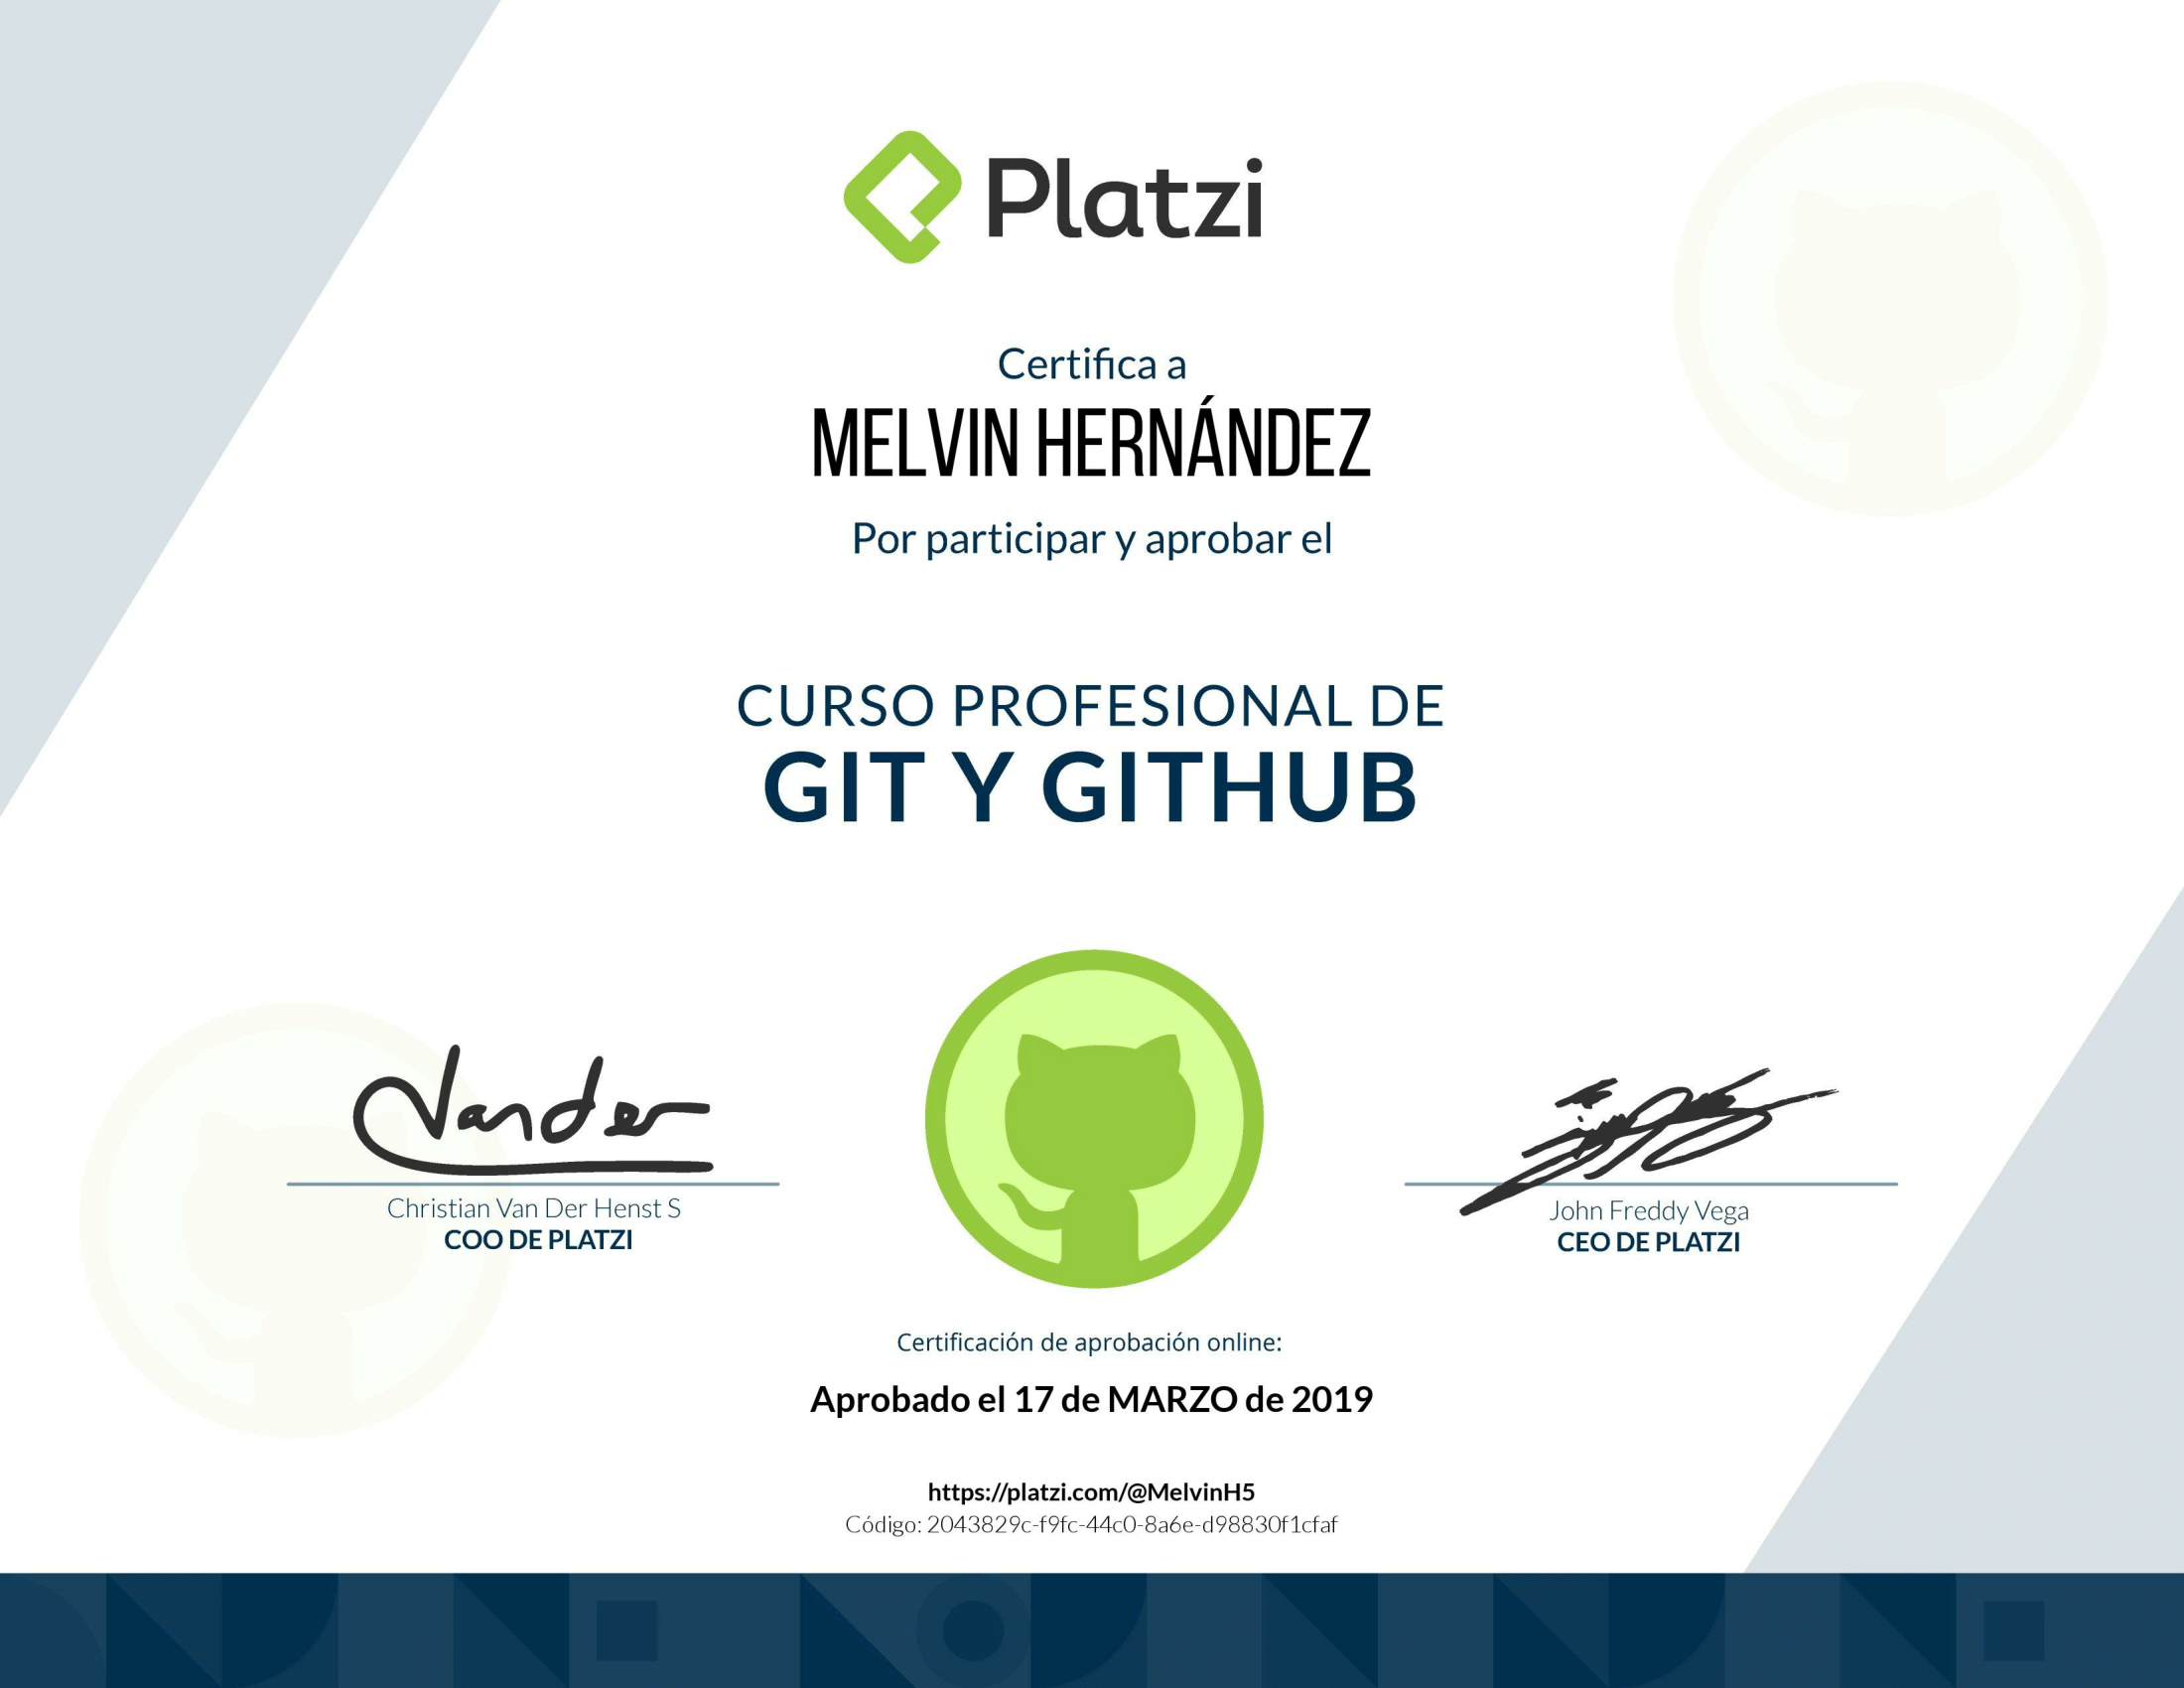 Platzi
Certifica a
MELVIN HERNÁNDEZ
Por participar y aprobar el
CURSO PROFESIONAL DE
GIT Y GITHUB
Vander
Christian Van Der Henst S
COO DE PLATZI
John Freddy Vega
CEO DE PLATZI
Certificación de aprobación online:
Aprobado el 17 de MARZO de 2019
https://platzi.com/@MelvinH5
Código: 2043829c-f9fc-44c0-8a6e-d98830f1cfaf